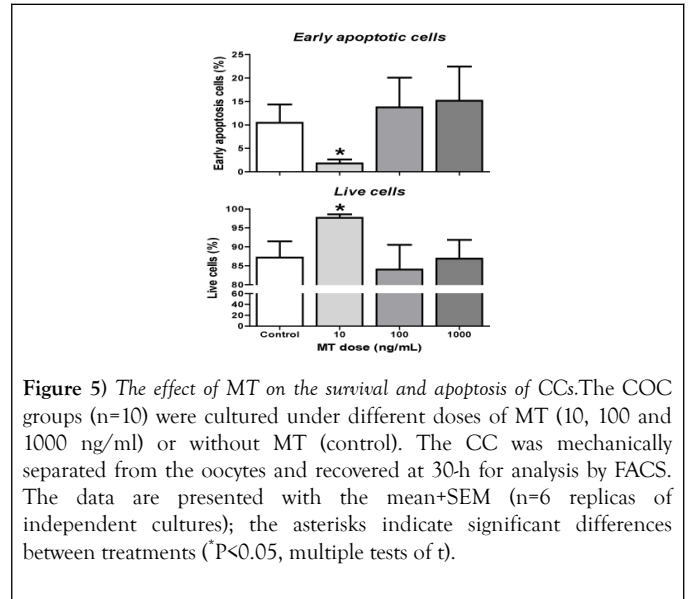 Early apoptotic cells
25
20
15
10
5
0
Early apoptosis cells (%)
*
Live cells
100
95
90
85
80
60
40
20
0
Live cells (%)
*
Control 10 100 1000
MT dose (ng/mL)
Figure 5) The effect of MT on the survival and apoptosis of CCs.The COC
groups (n=10) were cultured under different doses of MT (10, 100 and
1000 ng/ml) or without MT (control). The CC was mechanically
separated from the oocytes and recovered at 30-h for analysis by FACS.
The data are presented with the mean+SEM (n=6 replicas of
independent cultures); the asterisks indicate significant differences
between treatments (*P<0.05, multiple tests of t).